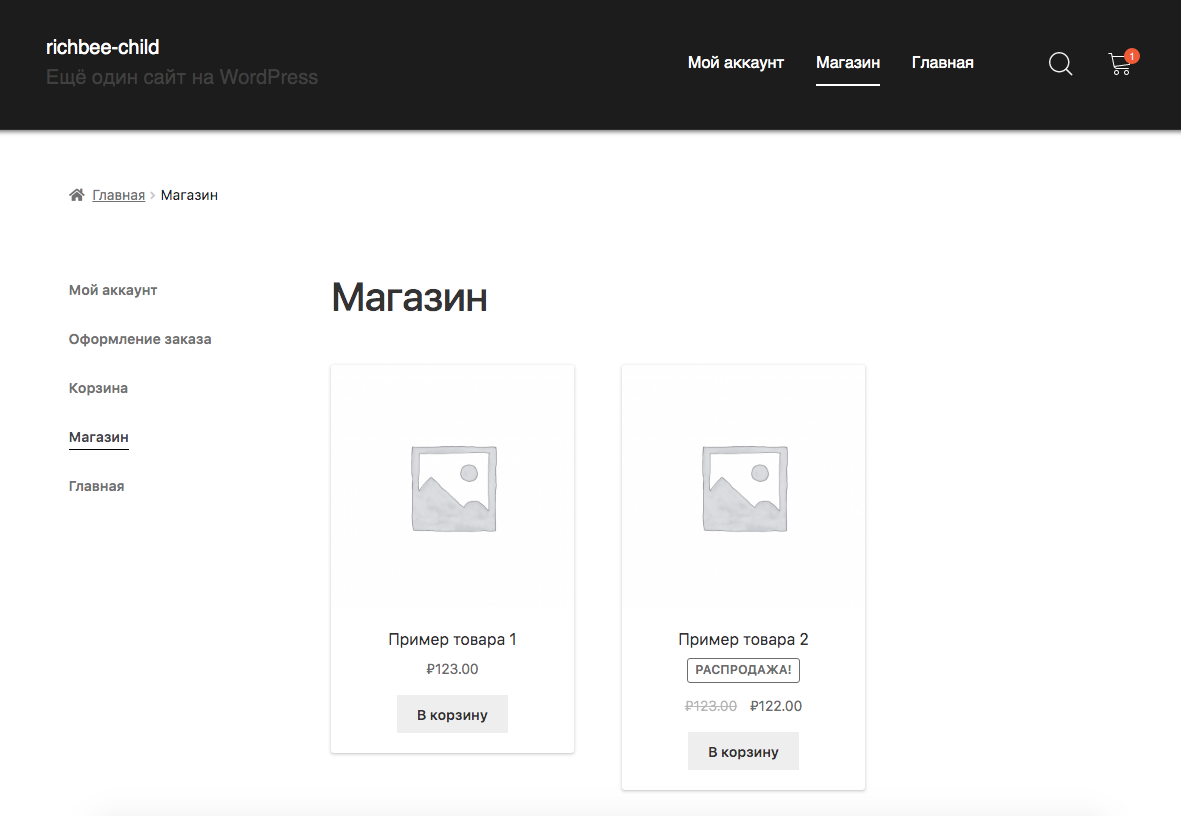 richbee-child
Ещё один сайт на WordPress
Мой аккаунт Магазин Главная 1
Главная › Магазин
Мой аккаунт
Оформление заказа
Корзина
Магазин
Главная
Магазин
Пример товара 1
₽123.00
В корзину
Пример товара 2
РАСПРОДАЖА!
₽123.00 ₽122.00
В корзину